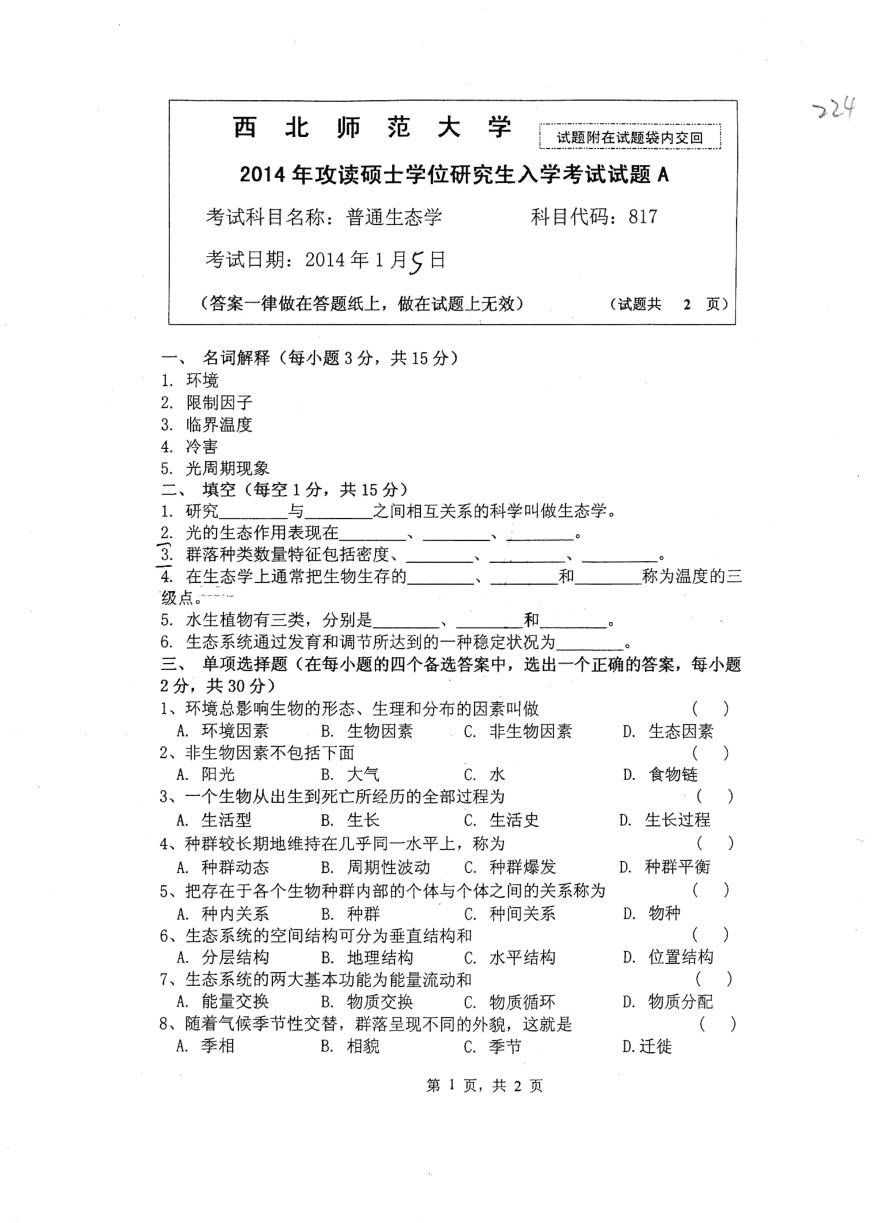 224
西北师范大学 试题附在试题袋内交回
2014年攻读硕士学位研究生入学考试试题A
考试科目名称：普通生态学 科目代码：817
考试日期：2014年1月5日
（答案一律做在答题纸上，做在试题上无效） （试题共 2 页）
一、 名词解释（每小题3分，共15分）
1. 环境
2. 限制因子
3. 临界温度
4. 冷害
5. 光周期现象
二、 填空（每空1分，共15分）
1. 研究________与________之间相互关系的科学叫做生态学。
2. 光的生态作用表现在________、________、________。
3. 群落种类数量特征包括密度、________、________、________。
4. 在生态学上通常把生物生存的________、________和________称为温度的三
级点。
5. 水生植物有三类，分别是________、________和________。
6. 生态系统通过发育和调节所达到的一种稳定状况为________。
三、 单项选择题（在每小题的四个备选答案中，选出一个正确的答案，每小题
2分，共30分）
1、环境总影响生物的形态、生理和分布的因素叫做 （ ）
A. 环境因素 B. 生物因素 C. 非生物因素 D. 生态因素
2、非生物因素不包括下面 （ ）
A. 阳光 B. 大气 C. 水 D. 食物链
3、一个生物从出生到死亡所经历的全部过程为 （ ）
A. 生活型 B. 生长 C. 生活史 D. 生长过程
4、种群较长期地维持在几乎同一水平上，称为 （ ）
A. 种群动态 B. 周期性波动 C. 种群爆发 D. 种群平衡
5、把存在于各个生物种群内部的个体与个体之间的关系称为 （ ）
A. 种内关系 B. 种群 C. 种间关系 D. 物种
6、生态系统的空间结构可分为垂直结构和 （ ）
A. 分层结构 B. 地理结构 C. 水平结构 D. 位置结构
7、生态系统的两大基本功能为能量流动和 （ ）
A. 能量交换 B. 物质交换 C. 物质循环 D. 物质分配
8、随着气候季节性交替，群落呈现不同的外貌，这就是 （ ）
A. 季相 B. 相貌 C. 季节 D.迁徙
第 1 页，共 2 页